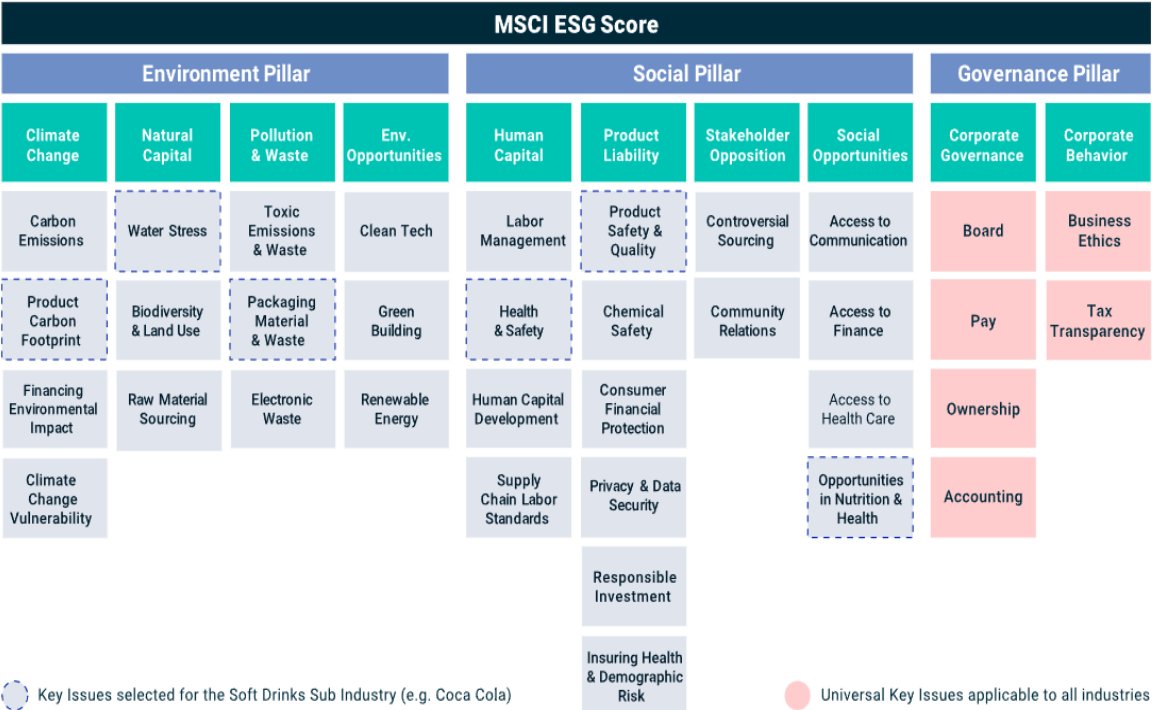 MSCI ESG Score
Environment Pillar
Social Pillar
Governance Pillar
Climate
Change
Natural
Capital
Pollution
& Waste
Env.
Opportunities
Human
Capital
Product
Liability
Stakeholder
Opposition
Social
Opportunities
Corporate
Governance
Corporate
Behavior
Carbon
Emissions
Water Stress
Toxic
Emissions
& Waste
Clean Tech
Labor
Management
Product
Safety &
Quality
Controversial
Sourcing
Access to
Communication
Board
Business
Ethics
Product
Carbon
Footprint
Biodiversity
& Land Use
Packaging
Material
& Waste
Green
Building
Health
& Safety
Chemical
Safety
Community
Relations
Access to
Finance
Pay
Tax
Transparency
Financing
Environmental
Impact
Raw Material
Sourcing
Electronic
Waste
Renewable
Energy
Human Capital
Development
Consumer
Financial
Protection
Access to
Health Care
Ownership
Climate
Change
Vulnerability
Supply
Chain Labor
Standards
Privacy & Data
Security
Opportunities
in Nutrition &
Health
Accounting
Responsible
Investment
Insuring Health
& Demographic
Risk
Key Issues selected for the Soft Drinks Sub Industry (e.g. Coca Cola)
Universal Key Issues applicable to all industries